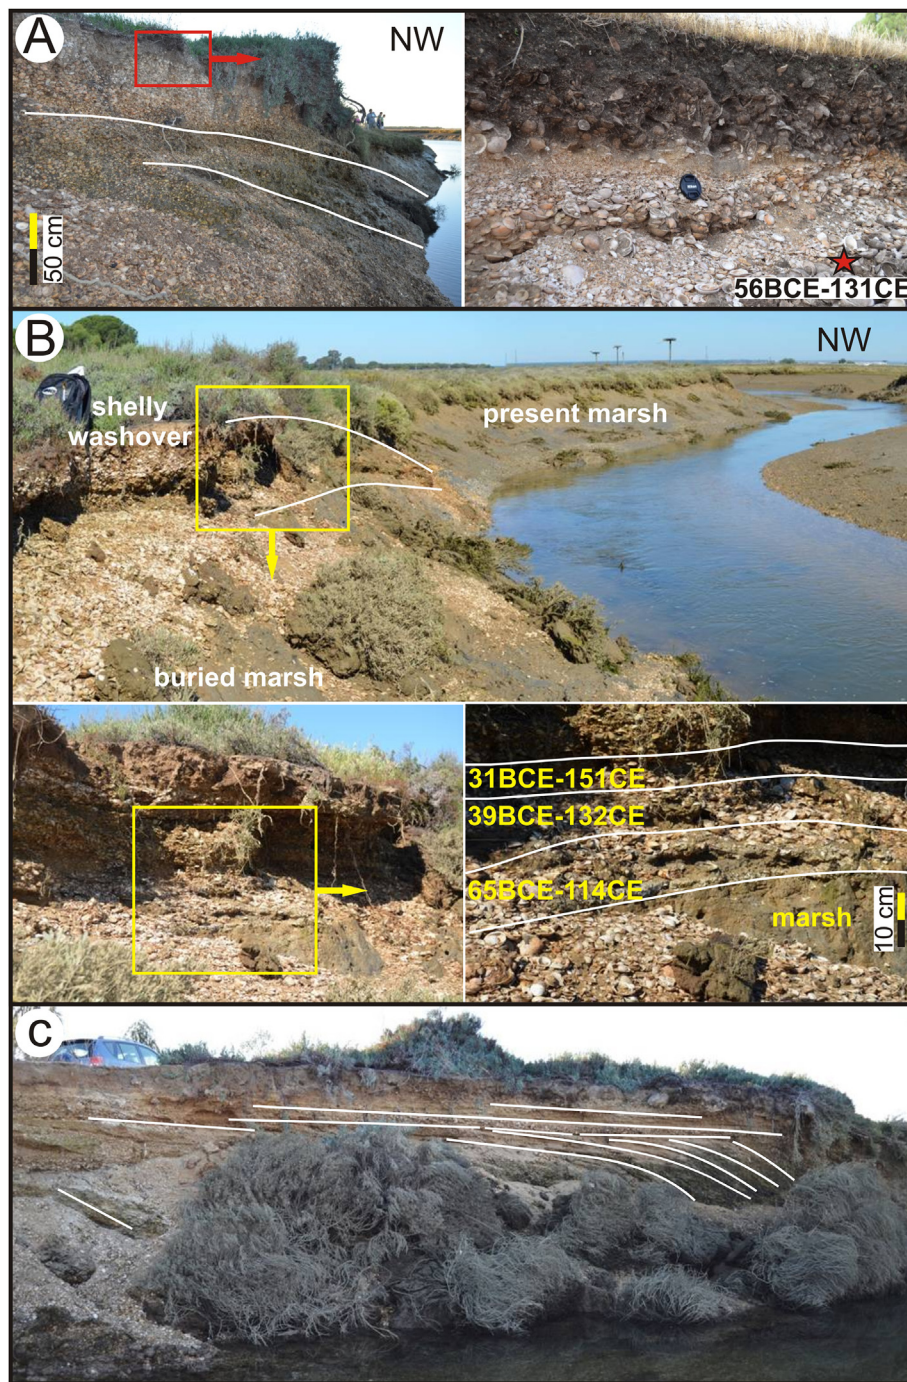 A
NW
50 cm
56BCE-131CE
B
NW
shelly
washover
present marsh
buried marsh
31BCE-151CE
39BCE-132CE
65BCE-114CE
marsh
10 cm
C